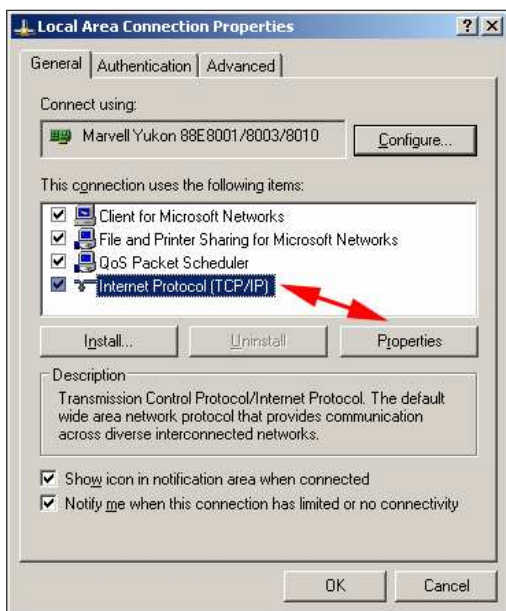 Local Area Connection Properties
General Authentication Advanced
Connect using:
Marvell Yukon 88E8001/8003/8010 Configure...
This connection uses the following items:
Client for Microsoft Networks
File and Printer Sharing for Microsoft Networks
QoS Packet Scheduler
Internet Protocol (TCP/IP)
Install... Uninstall Properties
Description
Transmission Control Protocol/Internet Protocol. The default
wide area network protocol that provides communication
across diverse interconnected networks.
Show icon in notification area when connected
Notify me when this connection has limited or no connectivity
OK Cancel